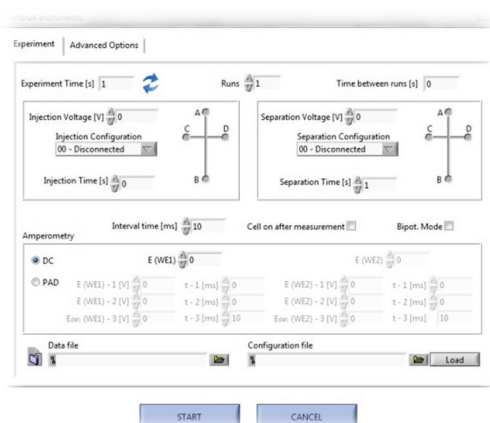 Experiment Advanced Options
Experiment Time [s] 1 Runs 1 Time between runs [s] 0
Injection Voltage [V] 0 A Separation Voltage [V] 0 A
Injection Configuration C D Separation Configuration C D
00 - Disconnected 00 - Disconnected
Injection Time [s] 0 B Separation Time [s] 1 B
Interval time [ms] 10 Cell on after measurement Bipot. Mode
Amperometry
DC E (WE1) 0 E (WE2) 0
PAD E (WE1) - 1 [V] 0 t - 1 [ms] 0 E (WE2) - 1 [V] 0 t - 1 [ms] 0
E (WE1) - 2 [V] 0 t - 2 [ms] 0 E (WE2) - 2 [V] 0 t - 2 [ms] 0
(WE1) - 3 [V] 0 t - 3 [ms] 10 (WE2) - 3 [V] 0 t - 3 [ms] 10
Data file Configuration file
Load
START CANCEL